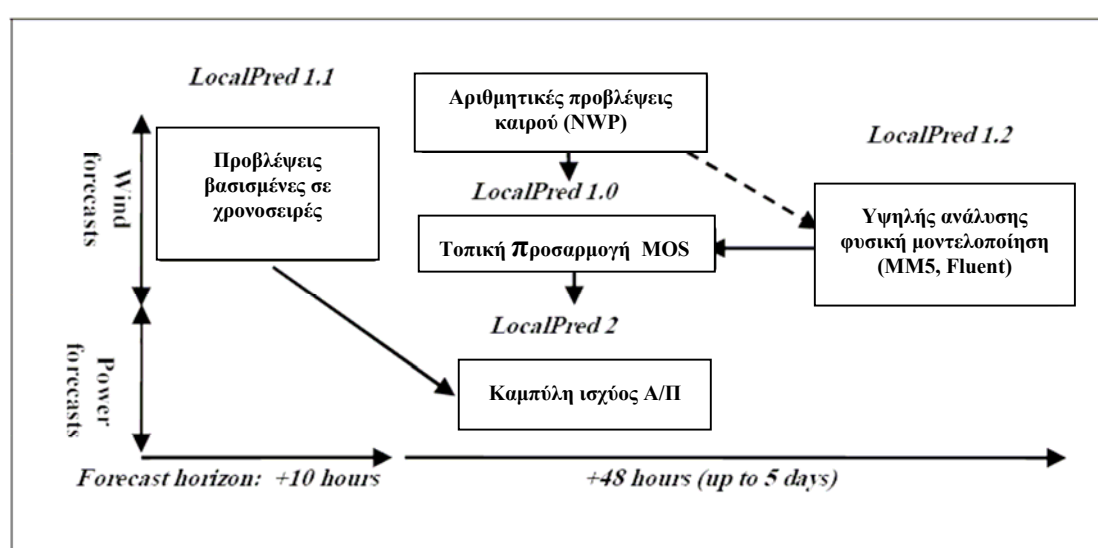 LocalPred 1.1
Αριθμητικές προβλέψεις
καιρού (NWP)
LocalPred 1.2
Wind
forecasts
Προβλέψεις
βασισμένες σε
χρονοσειρές
LocalPred 1.0
Τοπική προσαρμογή MOS
Υψηλής ανάλυσης
φυσική μοντελοποίηση
(MM5, Fluent)
LocalPred 2
Power
forecasts
Καμπύλη ισχύος Α/Π
Forecast horizon: +10 hours
+48 hours (up to 5 days)